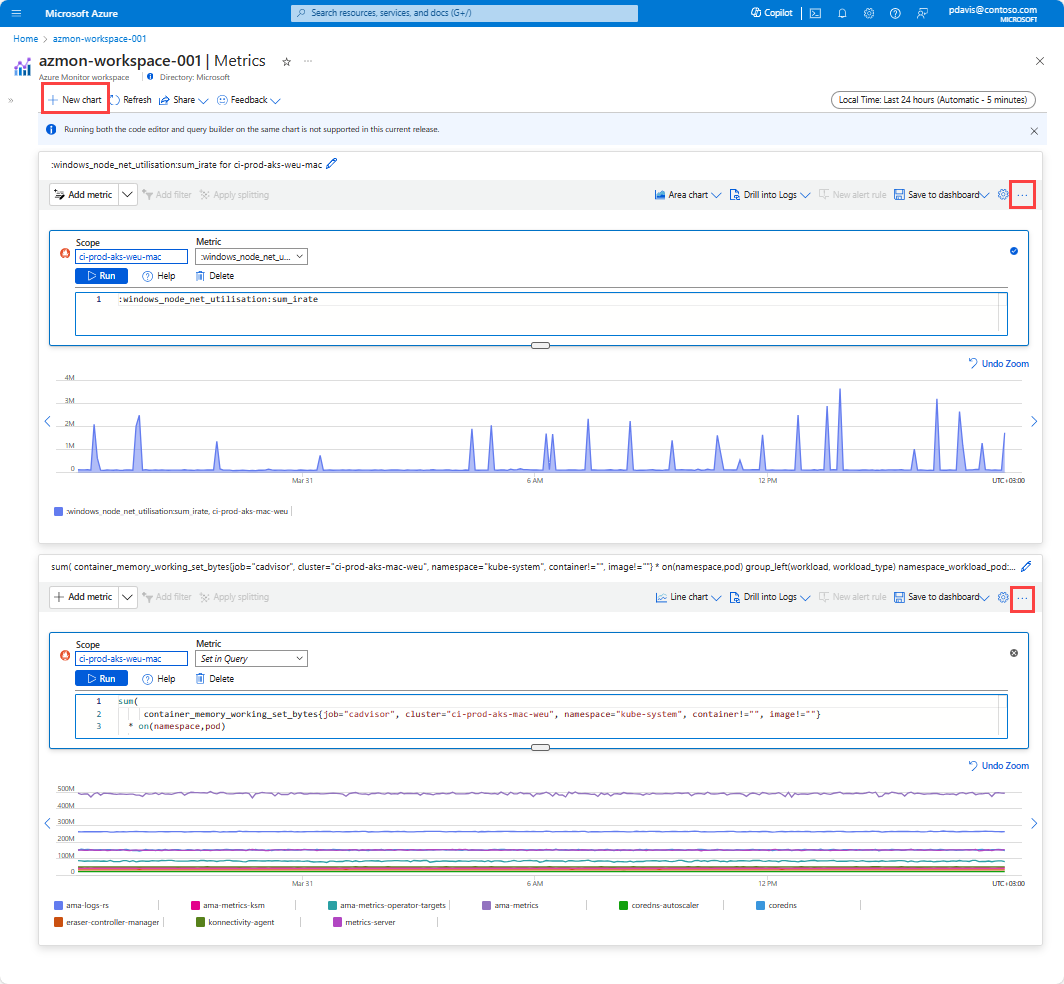 Microsoft Azure
Search resources, services, and docs (G+/)
Copilot
pdavis@contoso.com
MICROSOFT
Home > azmon-workspace-001
azmon-workspace-001 | Metrics
Azure Monitor workspace
Directory: Microsoft
New chart Refresh Share Feedback
Local Time: Last 24 hours (Automatic - 5 minutes)
Running both the code editor and query builder on the same chart is not supported in this current release.
:windows_node_net_utilisation:sum_irate for ci-prod-aks-weu-mac
Add metric Add filter Apply splitting Area chart Drill into Logs New alert rule Save to dashboard
Scope Metric
ci-prod-aks-weu-mac :windows_node_net_u...
Run Help Delete
1 :windows_node_net_utilisation:sum_irate
Undo Zoom
4M
3M
2M
1M
0
Mar 31 6 AM 12 PM UTC+03:00
:windows_node_net_utilisation:sum_irate, ci-prod-aks-mac-weu
sum( container_memory_working_set_bytes{job="cadvisor", cluster="ci-prod-aks-mac-weu", namespace="kube-system", container!="", image!=""} * on(namespace,pod) group_left(workload, workload_type) namespace_workload_pod:...
Add metric Add filter Apply splitting Line chart Drill into Logs New alert rule Save to dashboard
Scope Metric
ci-prod-aks-weu-mac Set in Query
Run Help Delete
1 sum(
2 container_memory_working_set_bytes{job="cadvisor", cluster="ci-prod-aks-mac-weu", namespace="kube-system", container!="", image!=""}
3 * on(namespace,pod)
Undo Zoom
500M
400M
300M
200M
100M
0
Mar 31 6 AM 12 PM UTC+03:00
ama-logs-rs ama-metrics-ksm ama-metrics-operator-targets ama-metrics coredns-autoscaler coredns
eraser-controller-manager konnectivity-agent metrics-server